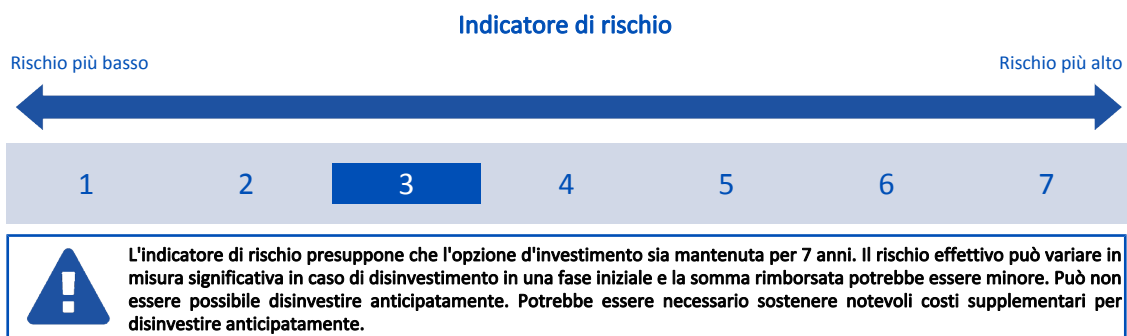 Indicatore di rischio
Rischio più basso
Rischio più alto
1 2 3 4 5 6 7
L'indicatore di rischio presuppone che l'opzione d'investimento sia mantenuta per 7 anni. Il rischio effettivo può variare in
misura significativa in caso di disinvestimento in una fase iniziale e la somma rimborsata potrebbe essere minore. Può non
essere possibile disinvestire anticipatamente. Potrebbe essere necessario sostenere notevoli costi supplementari per
disinvestire anticipatamente.